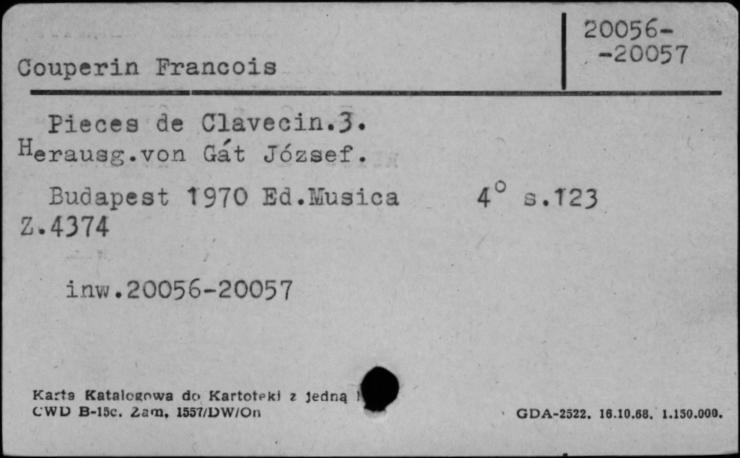 20056-
-20057
Couperin Francois
Pieces de Clavecin.3.
Herausg.von Gát József.
Budapest 1970 Ed.Musica 4° s.123
Z.4374
inw.20056-20057
Karta Katalogowa do Kartoteki z jedną
CWD B-15c. Zam. 1557/DW/On
GDA-2522. 16.10.68. 1.150.000.